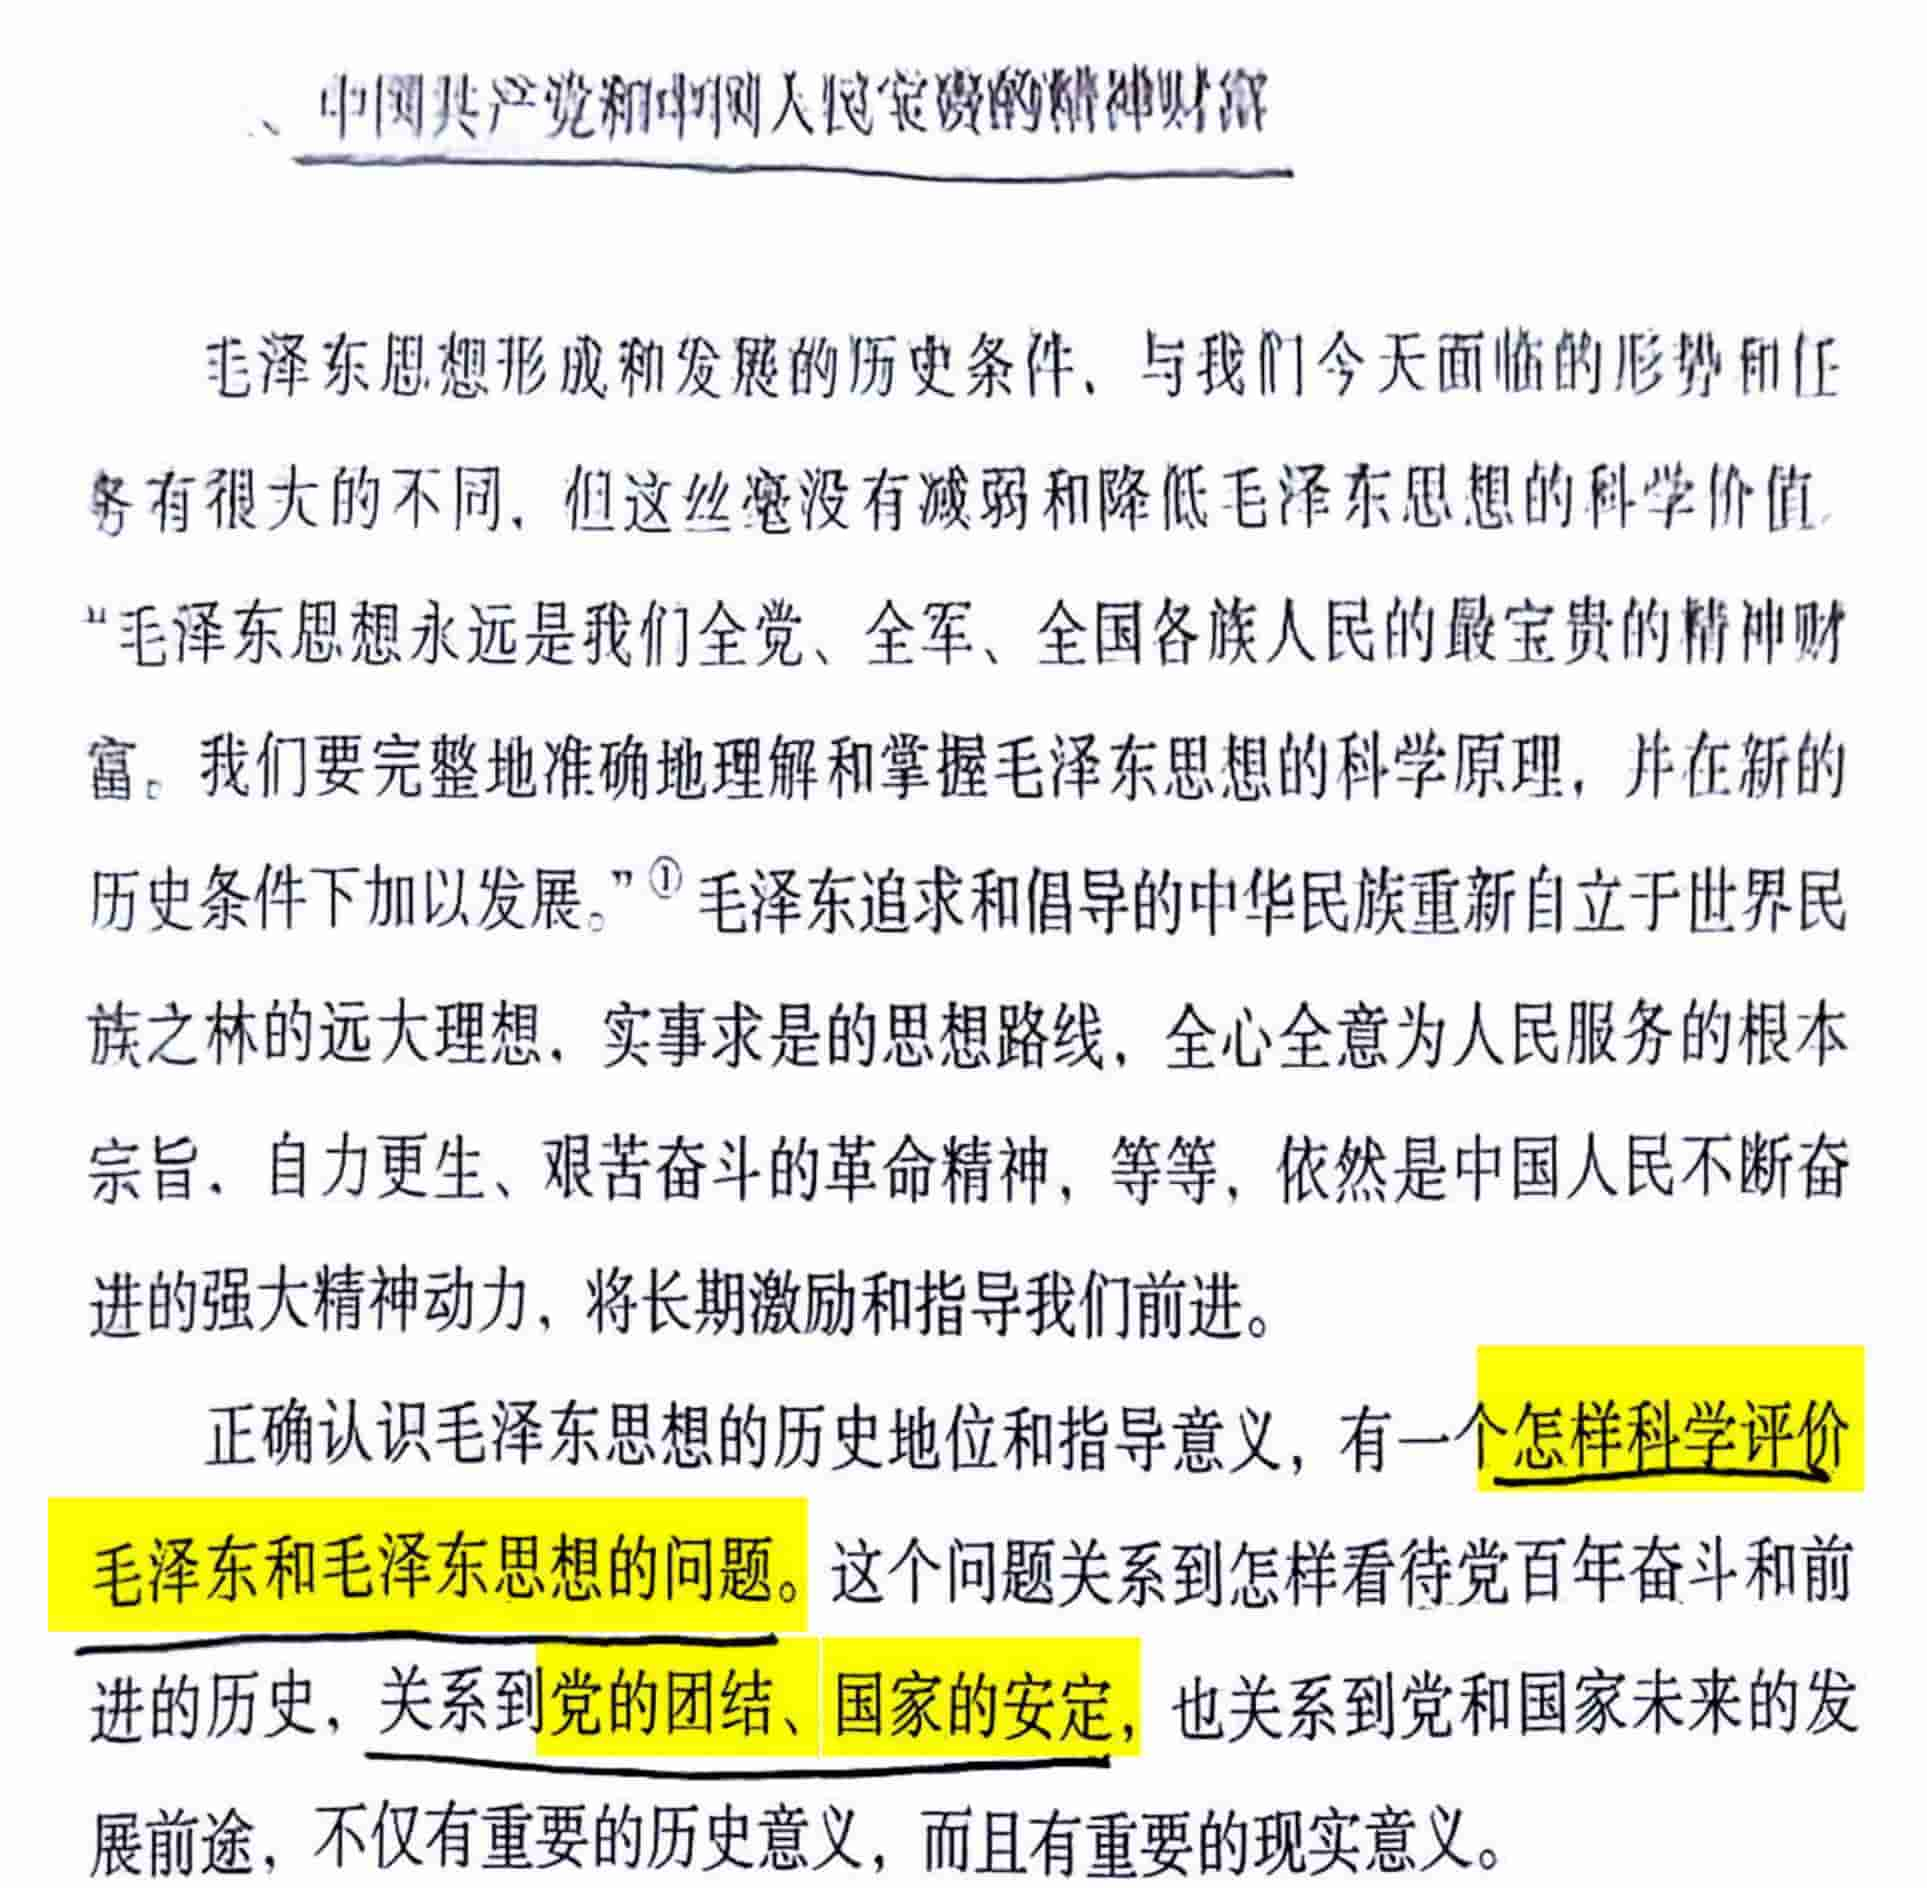 、中国共产党和中国人民宝贵的精神财富
毛泽东思想形成和发展的历史条件，与我们今天面临的形势和任
务有很大的不同，但这丝毫没有减弱和降低毛泽东思想的科学价值。
“毛泽东思想永远是我们全党、全军、全国各族人民的最宝贵的精神财
富。我们要完整地准确地理解和掌握毛泽东思想的科学原理，并在新的
历史条件下加以发展。”①毛泽东追求和倡导的中华民族重新自立于世界民
族之林的远大理想，实事求是的思想路线，全心全意为人民服务的根本
宗旨，自力更生、艰苦奋斗的革命精神，等等，依然是中国人民不断奋
进的强大精神动力，将长期激励和指导我们前进。
正确认识毛泽东思想的历史地位和指导意义，有一个怎样科学评价
毛泽东和毛泽东思想的问题。这个问题关系到怎样看待党百年奋斗和前
进的历史，关系到党的团结、国家的安定，也关系到党和国家未来的发
展前途，不仅有重要的历史意义，而且有重要的现实意义。